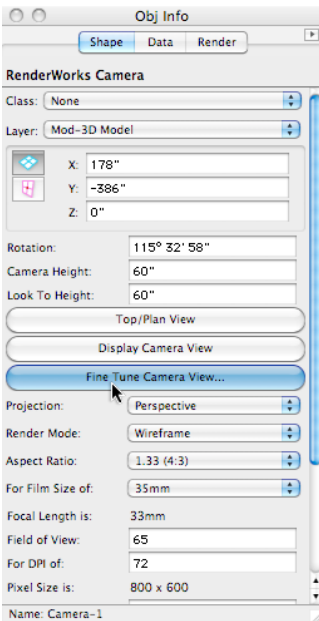 Obj Info
Shape Data Render
RenderWorks Camera
Class: None
Layer: Mod-3D Model
X: 178"
Y: -386"
Z: 0"
Rotation: 115° 32' 58"
Camera Height: 60"
Look To Height: 60"
Top/Plan View
Display Camera View
Fine Tune Camera View...
Projection: Perspective
Render Mode: Wireframe
Aspect Ratio: 1.33 (4:3)
For Film Size of: 35mm
Focal Length is: 33mm
Field of View: 65
For DPI of: 72
Pixel Size is: 800 x 600
Name: Camera-1